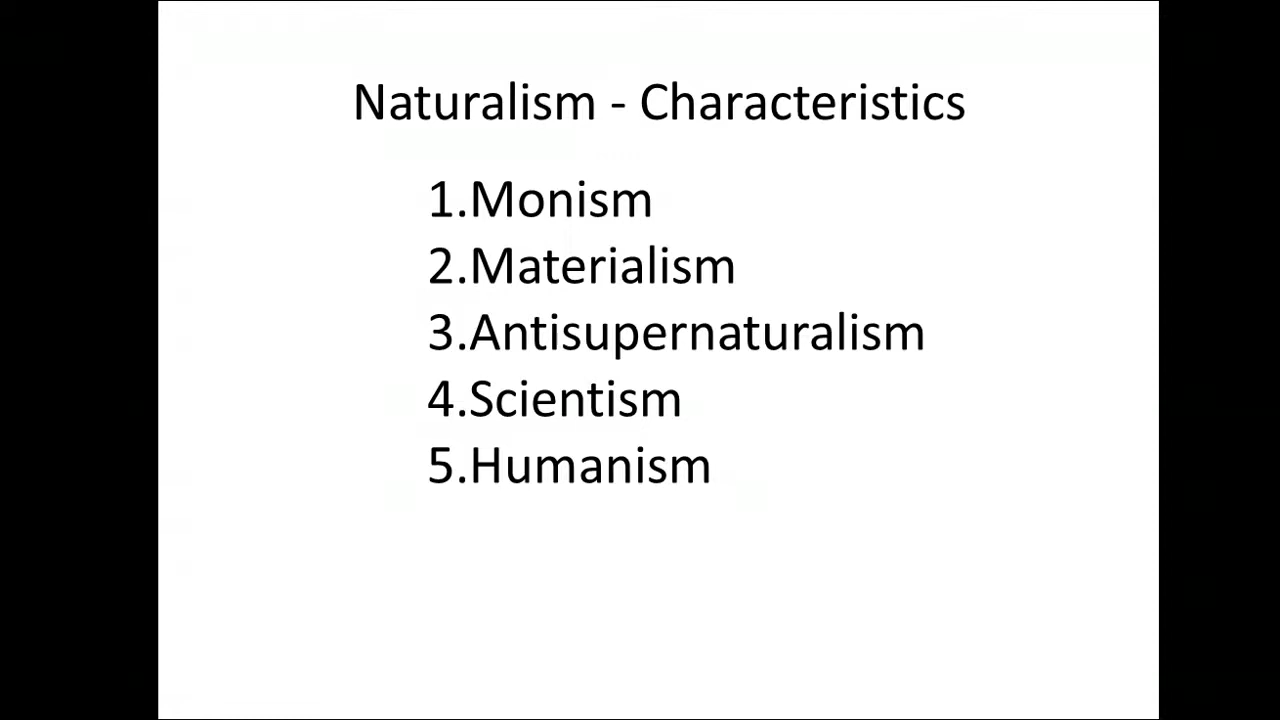 Naturalism - Characteristics
1.Monism
2.Materialism
3.Antisupernaturalism
4.Scientism
5.Humanism